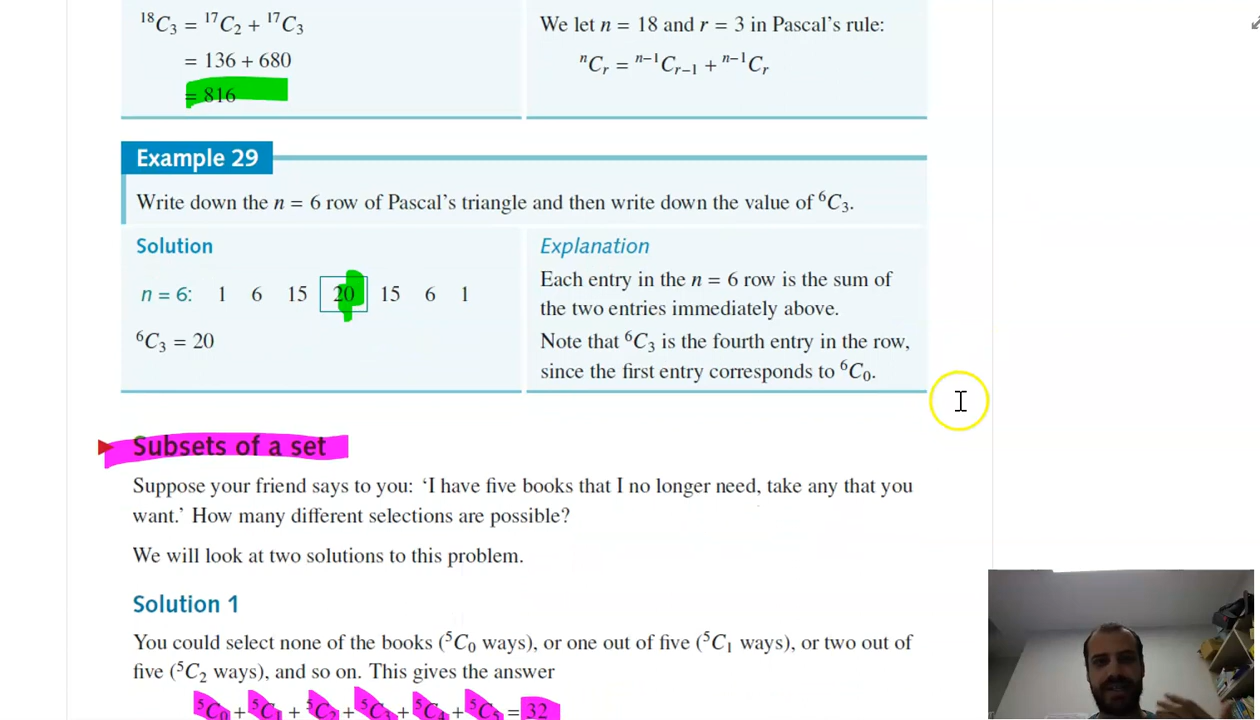 ¹⁸C₃ = ¹⁷C₂ + ¹⁷C₃
= 136 + 680
= 816
We let n = 18 and r = 3 in Pascal's rule:
ⁿCᵣ = ⁿ⁻¹Cᵣ₋₁ + ⁿ⁻¹Cᵣ
Example 29
Write down the n = 6 row of Pascal's triangle and then write down the value of ⁶C₃.
Solution
n = 6: 1 6 15 20 15 6 1
⁶C₃ = 20
Explanation
Each entry in the n = 6 row is the sum of
the two entries immediately above.
Note that ⁶C₃ is the fourth entry in the row,
since the first entry corresponds to ⁶C₀.
Subsets of a set
Suppose your friend says to you: ‘I have five books that I no longer need, take any that you
want.’ How many different selections are possible?
We will look at two solutions to this problem.
Solution 1
You could select none of the books (⁵C₀ ways), or one out of five (⁵C₁ ways), or two out of
five (⁵C₂ ways), and so on. This gives the answer
⁵C₀ + ⁵C₁ + ⁵C₂ + ⁵C₃ + ⁵C₄ + ⁵C₅ = 32